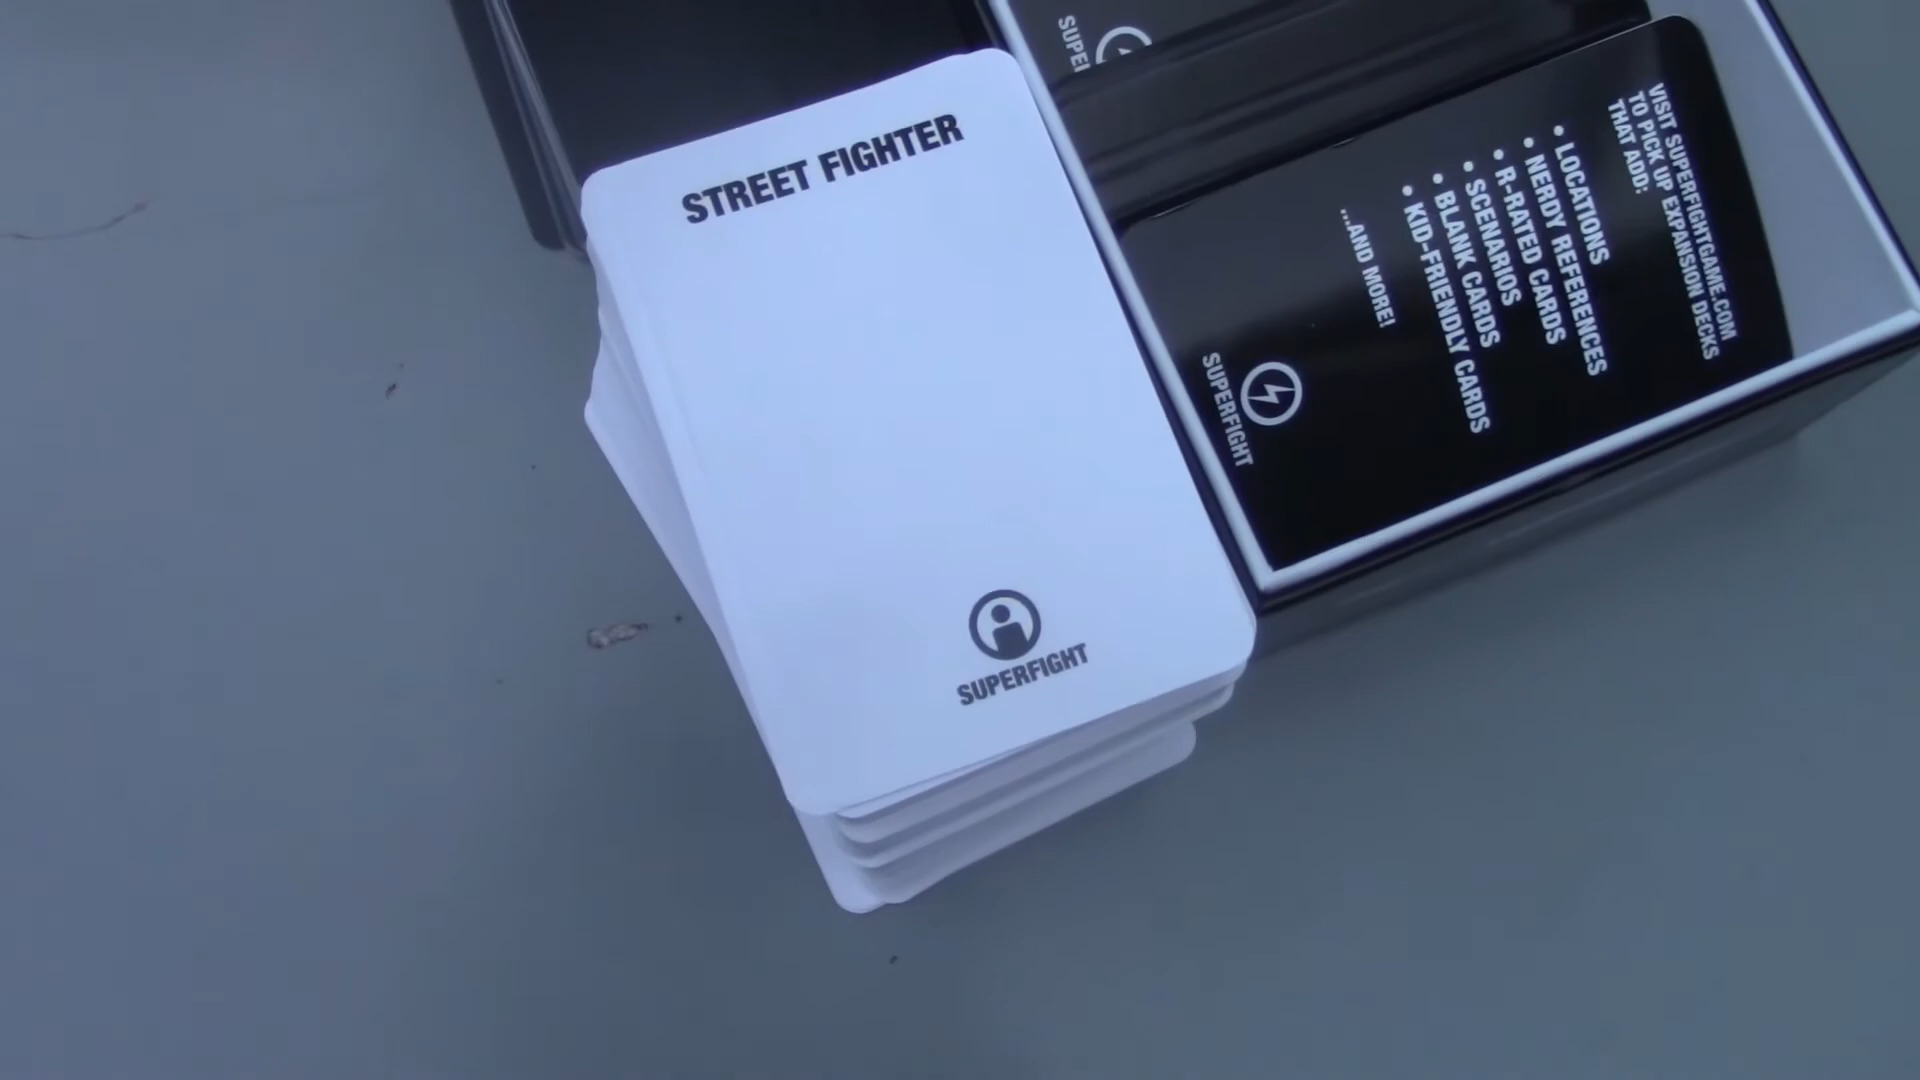 STREET FIGHTER
SUPERFIGHT
VISIT SUPERFIGHTGAME.COM
TO PICK UP EXPANSION DECKS
THAT ADD:
• LOCATIONS
• NERDY REFERENCES
• R-RATED CARDS
• SCENARIOS
• BLANK CARDS
• KID-FRIENDLY CARDS
...AND MORE!
SUPERFIGHT